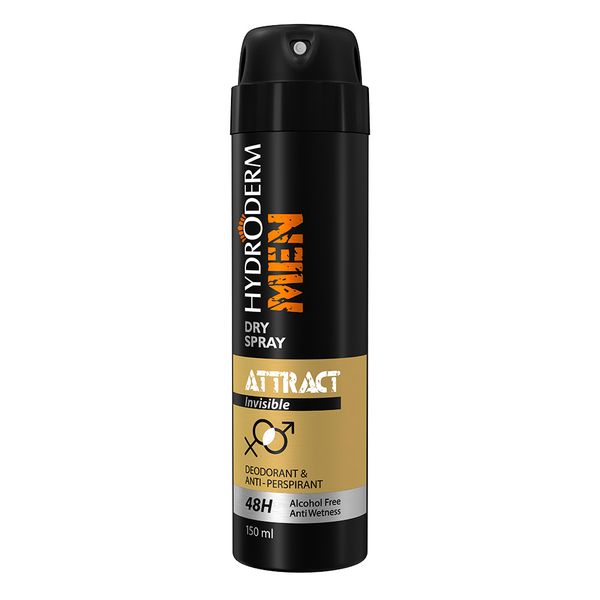 HYDRODERM
MEN
DRY
SPRAY
ATTRACT
Invisible
DEODORANT &
ANTI-PERSPIRANT
48H
Alcohol Free
Anti Wetness
150 ml